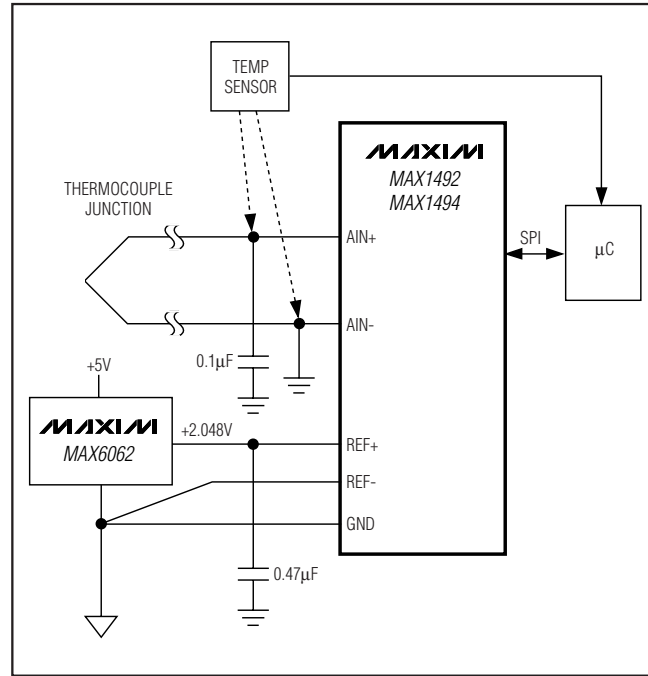 TEMP
SENSOR
MAXIM
MAX1492
MAX1494
THERMOCOUPLE
JUNCTION
AIN+
SPI
μC
AIN-
0.1μF
+5V
MAXIM
MAX6062
+2.048V
REF+
REF-
GND
0.47μF